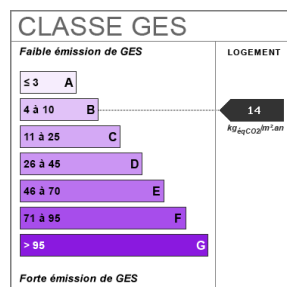 CLASSE GES
Faible émission de GES
LOGEMENT
≤ 3 A
4 à 10 B
14
kgéqCO2/m².an
11 à 25 C
26 à 45 D
46 à 70 E
71 à 95 F
> 95 G
Forte émission de GES